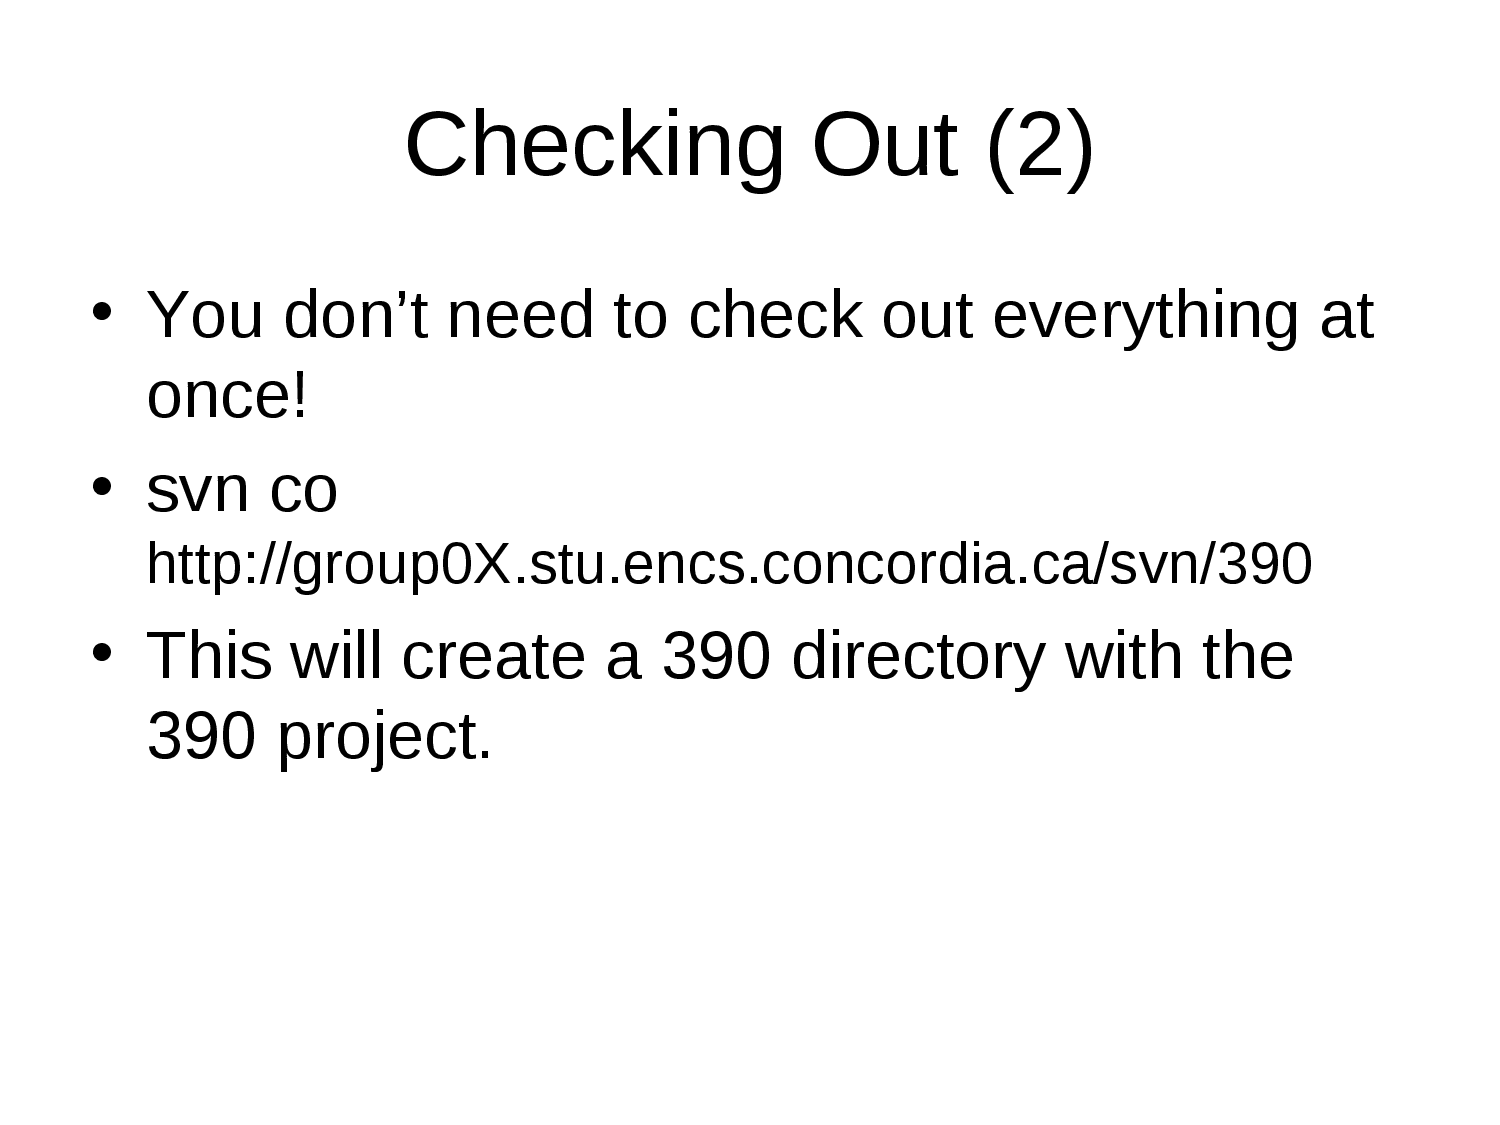 Checking Out (2)
• You don’t need to check out everything at
once!
• svn co
http://group0X.stu.encs.concordia.ca/svn/390
• This will create a 390 directory with the
390 project.